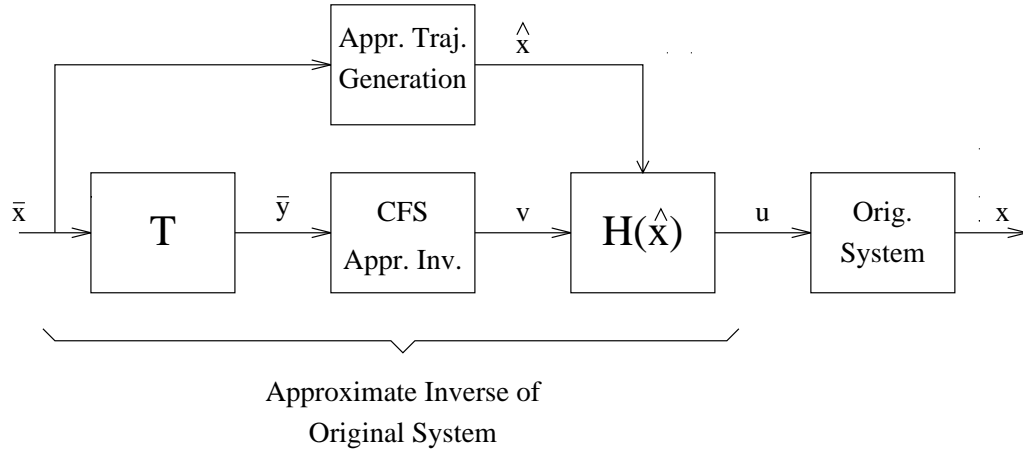 Appr. Traj.
Generation
x̂
x̄
T
ȳ
CFS
Appr. Inv.
v
H(x̂)
u
Orig.
System
x
Approximate Inverse of
Original System